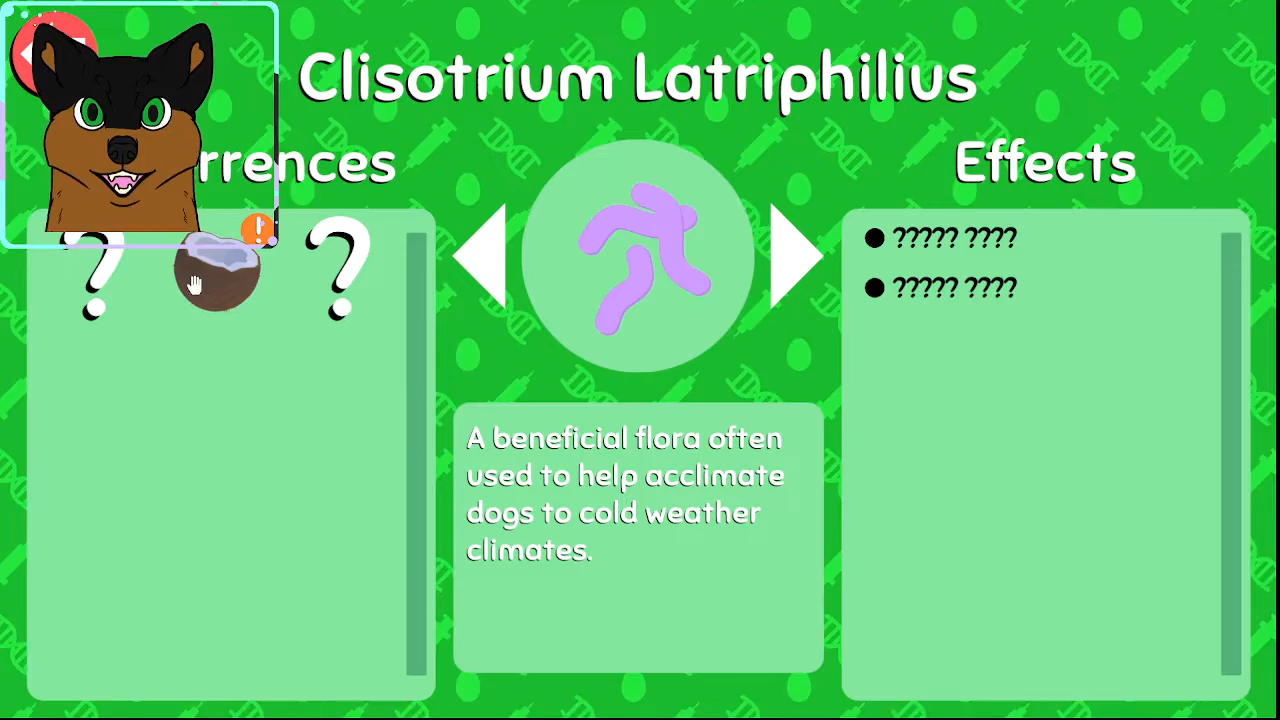 Clisotrium Latriphilius
rrences
Effects
? ?
!
????? ????
????? ????
A beneficial flora often
used to help acclimate
dogs to cold weather
climates.